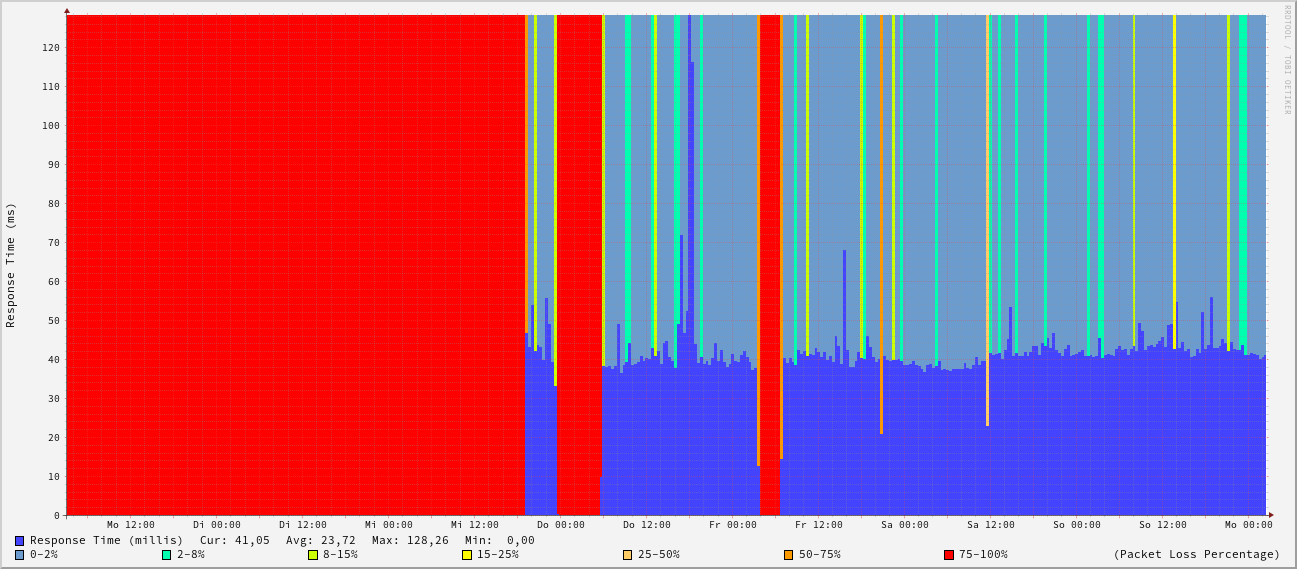 RRDTOOL / TOBI OETIKER
Response Time (ms)
120
110
100
90
80
70
60
50
40
30
20
10
0
Mo 12:00 Di 00:00 Di 12:00 Mi 00:00 Mi 12:00 Do 00:00 Do 12:00 Fr 00:00 Fr 12:00 Sa 00:00 Sa 12:00 So 00:00 So 12:00 Mo 00:00
Response Time (millis) Cur: 41,05 Avg: 23,72 Max: 128,26 Min: 0,00
0-2% 2-8% 8-15% 15-25% 25-50% 50-75% 75-100% (Packet Loss Percentage)